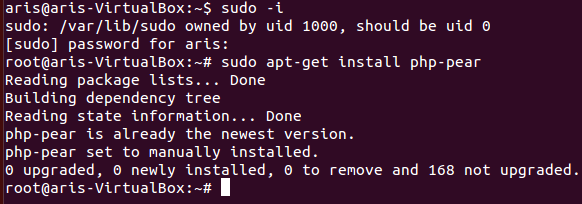 aris@aris-VirtualBox:~$ sudo -i
sudo: /var/lib/sudo owned by uid 1000, should be uid 0
[sudo] password for aris:
root@aris-VirtualBox:~# sudo apt-get install php-pear
Reading package lists... Done
Building dependency tree
Reading state information... Done
php-pear is already the newest version.
php-pear set to manually installed.
0 upgraded, 0 newly installed, 0 to remove and 168 not upgraded.
root@aris-VirtualBox:~#